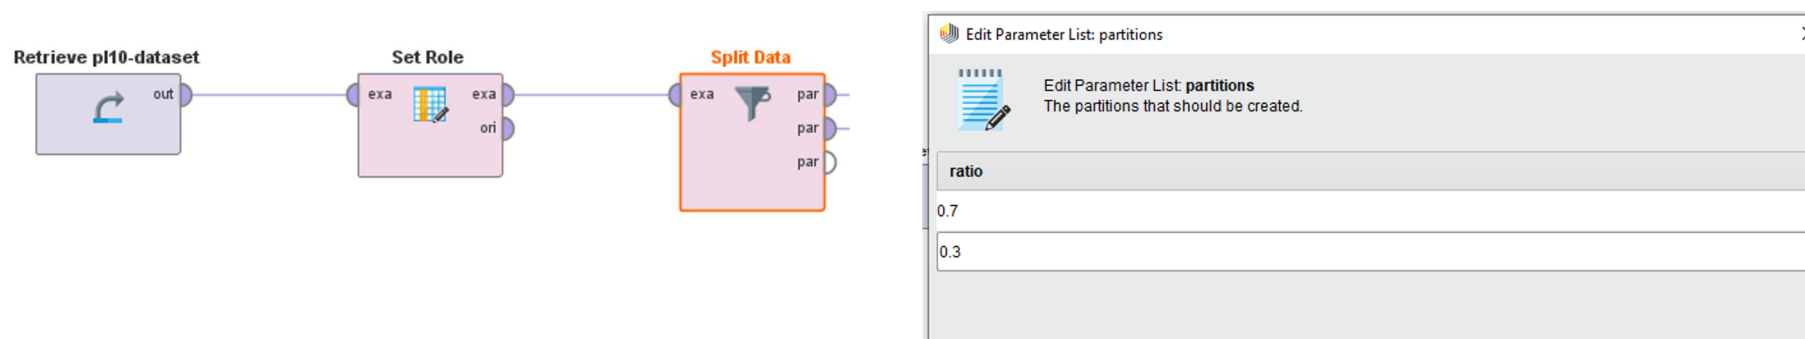 Retrieve pl10-dataset
out
Set Role
exa
exa
ori
Split Data
exa
par
par
par
Edit Parameter List: partitions
Edit Parameter List: partitions
The partitions that should be created.
ratio
0.7
0.3